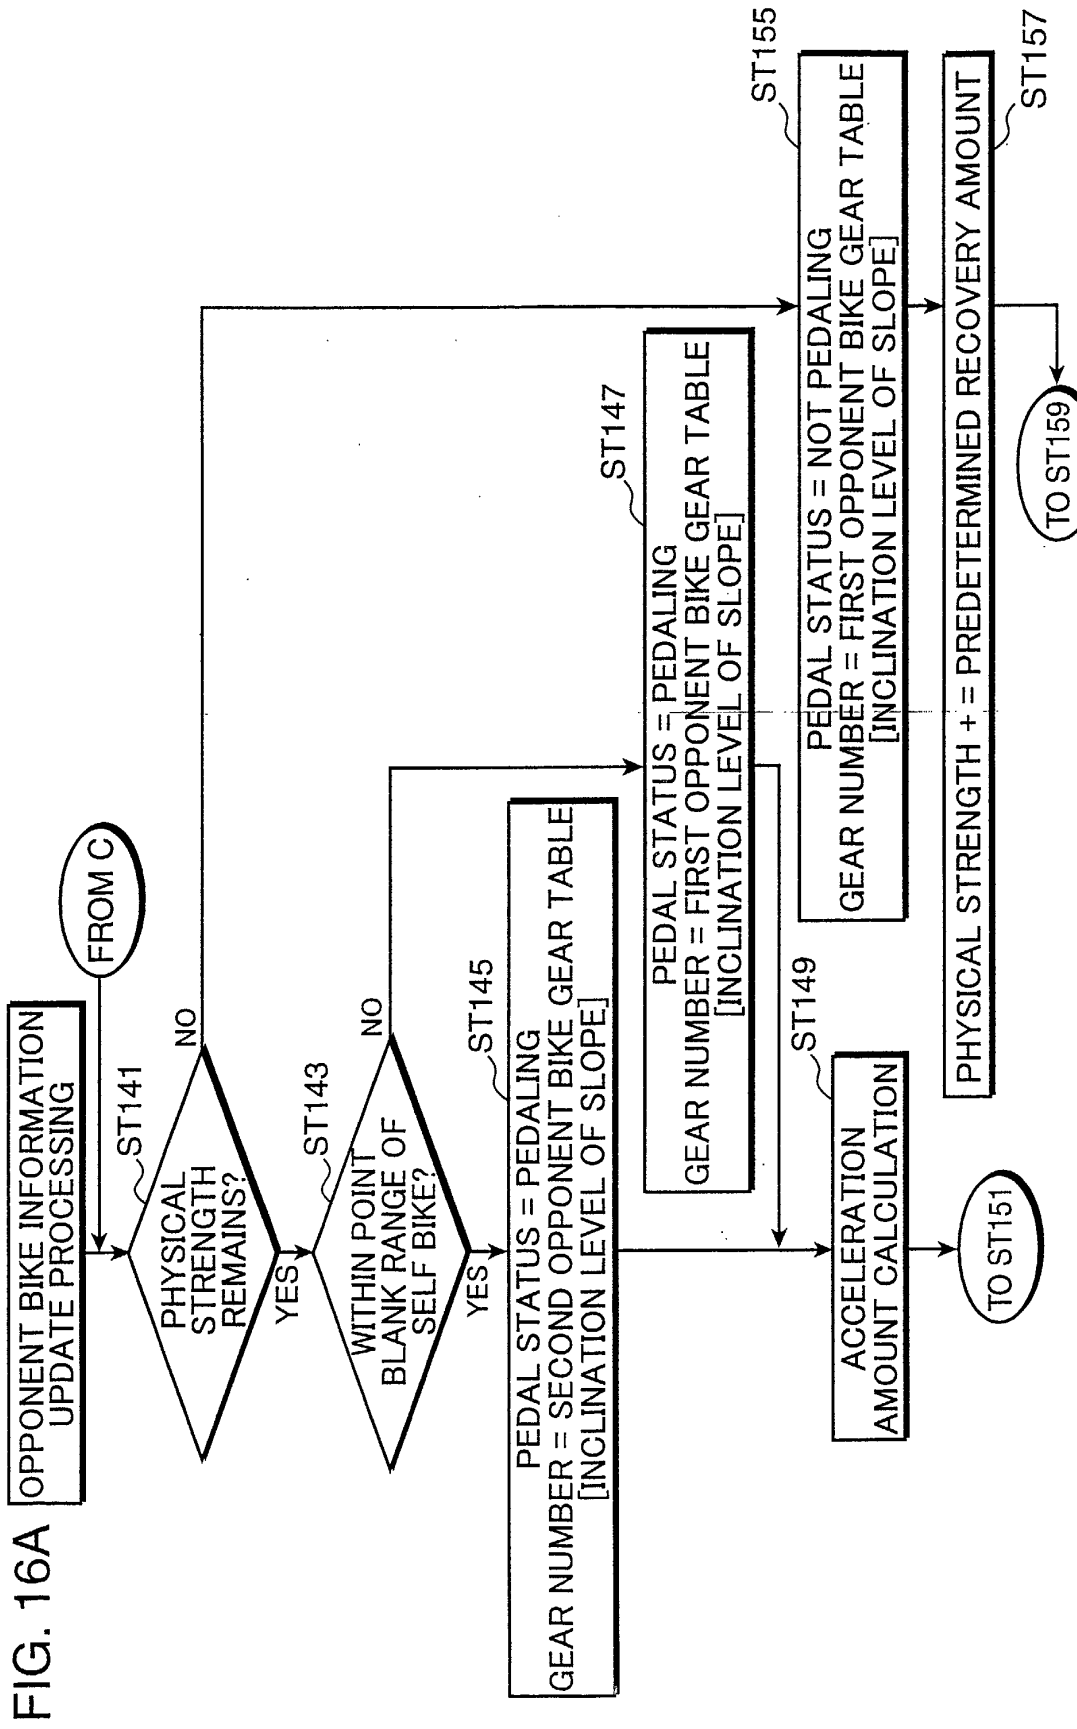 FIG. 16A
OPPONENT BIKE INFORMATION
UPDATE PROCESSING
FROM C
ST141
PHYSICAL
STRENGTH
REMAINS?
NO
YES
ST143
WITHIN POINT
BLANK RANGE OF
SELF BIKE?
NO
YES
ST145
PEDAL STATUS = PEDALING
GEAR NUMBER = SECOND OPPONENT BIKE GEAR TABLE
[INCLINATION LEVEL OF SLOPE]
ST147
PEDAL STATUS = PEDALING
GEAR NUMBER = FIRST OPPONENT BIKE GEAR TABLE
[INCLINATION LEVEL OF SLOPE]
ST149
ACCELERATION
AMOUNT CALCULATION
TO ST151
ST155
PEDAL STATUS = NOT PEDALING
GEAR NUMBER = FIRST OPPONENT BIKE GEAR TABLE
[INCLINATION LEVEL OF SLOPE]
PHYSICAL STRENGTH + = PREDETERMINED RECOVERY AMOUNT
ST157
TO ST159